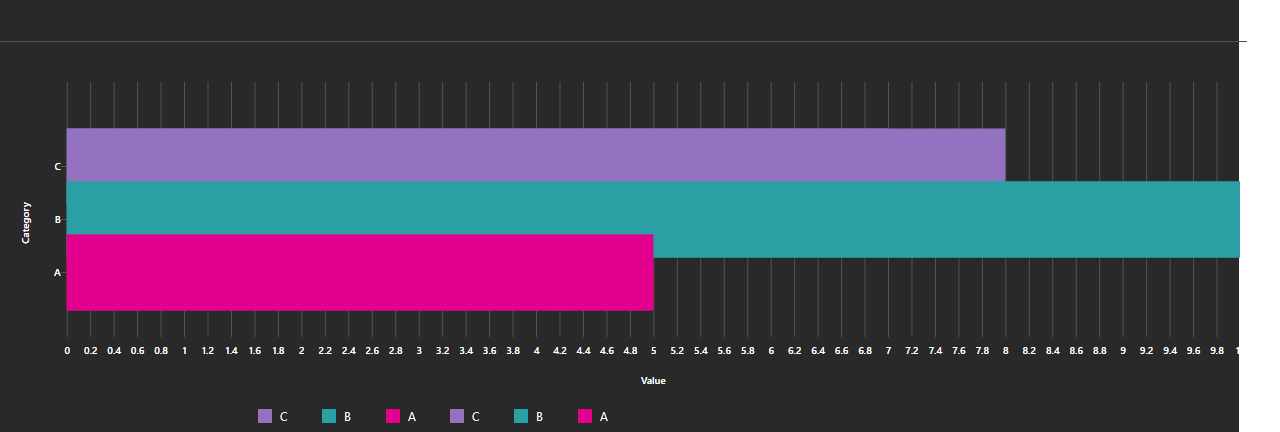 C
B
A
Category
0 0.2 0.4 0.6 0.8 1 1.2 1.4 1.6 1.8 2 2.2 2.4 2.6 2.8 3 3.2 3.4 3.6 3.8 4 4.2 4.4 4.6 4.8 5 5.2 5.4 5.6 5.8 6 6.2 6.4 6.6 6.8 7 7.2 7.4 7.6 7.8 8 8.2 8.4 8.6 8.8 9 9.2 9.4 9.6 9.8
Value
C B A C B A